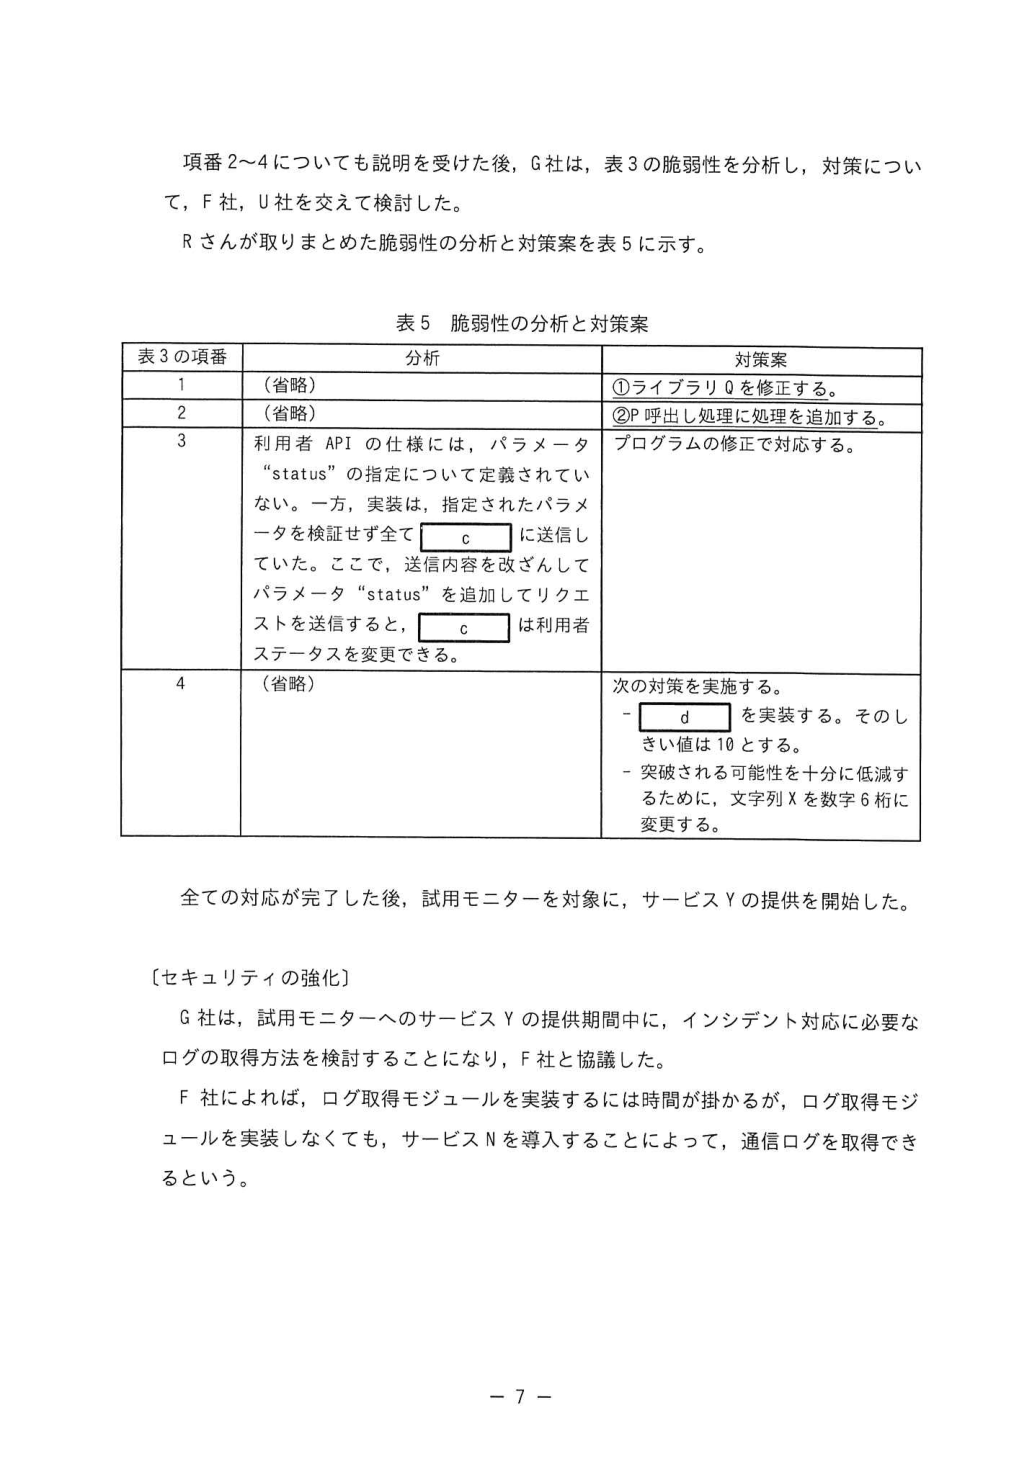 項番2～4についても説明を受けた後，G社は，表3の脆弱性を分析し，対策につい
て，F社，U社を交えて検討した。
Rさんが取りまとめた脆弱性の分析と対策案を表5に示す。
表5　脆弱性の分析と対策案
表3の項番　分析　対策案
1　（省略）　①ライブラリQを修正する。
2　（省略）　②P呼出し処理に処理を追加する。
3　利用者 API の仕様には，パラメータ　プログラムの修正で対応する。
“status”の指定について定義されてい
ない。一方，実装は，指定されたパラメ
ータを検証せず全て c に送信し
ていた。ここで，送信内容を改ざんして
パラメータ“status”を追加してリクエ
ストを送信すると， c は利用者
ステータスを変更できる。
4　（省略）　次の対策を実施する。
- d を実装する。そのし
きい値は10とする。
- 突破される可能性を十分に低減す
るために，文字列Xを数字6桁に
変更する。
全ての対応が完了した後，試用モニターを対象に，サービスYの提供を開始した。
〔セキュリティの強化〕
G社は，試用モニターへのサービスYの提供期間中に，インシデント対応に必要な
ログの取得方法を検討することになり，F社と協議した。
F社によれば，ログ取得モジュールを実装するには時間が掛かるが，ログ取得モジ
ュールを実装しなくても，サービスNを導入することによって，通信ログを取得でき
るという。
－ 7 －